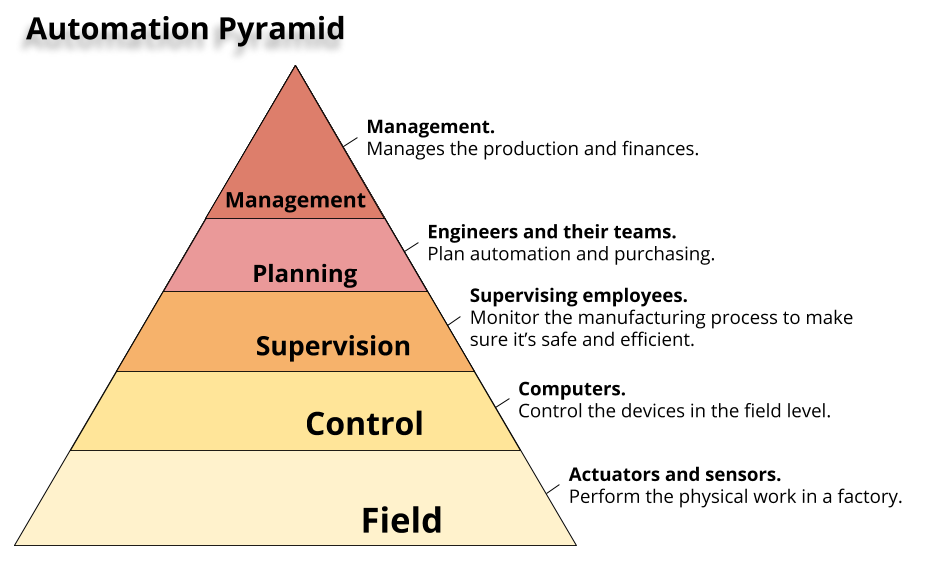 Automation Pyramid
Management.
Manages the production and finances.
Management
Engineers and their teams.
Plan automation and purchasing.
Planning
Supervising employees.
Monitor the manufacturing process to make
sure it’s safe and efficient.
Supervision
Computers.
Control the devices in the field level.
Control
Actuators and sensors.
Perform the physical work in a factory.
Field